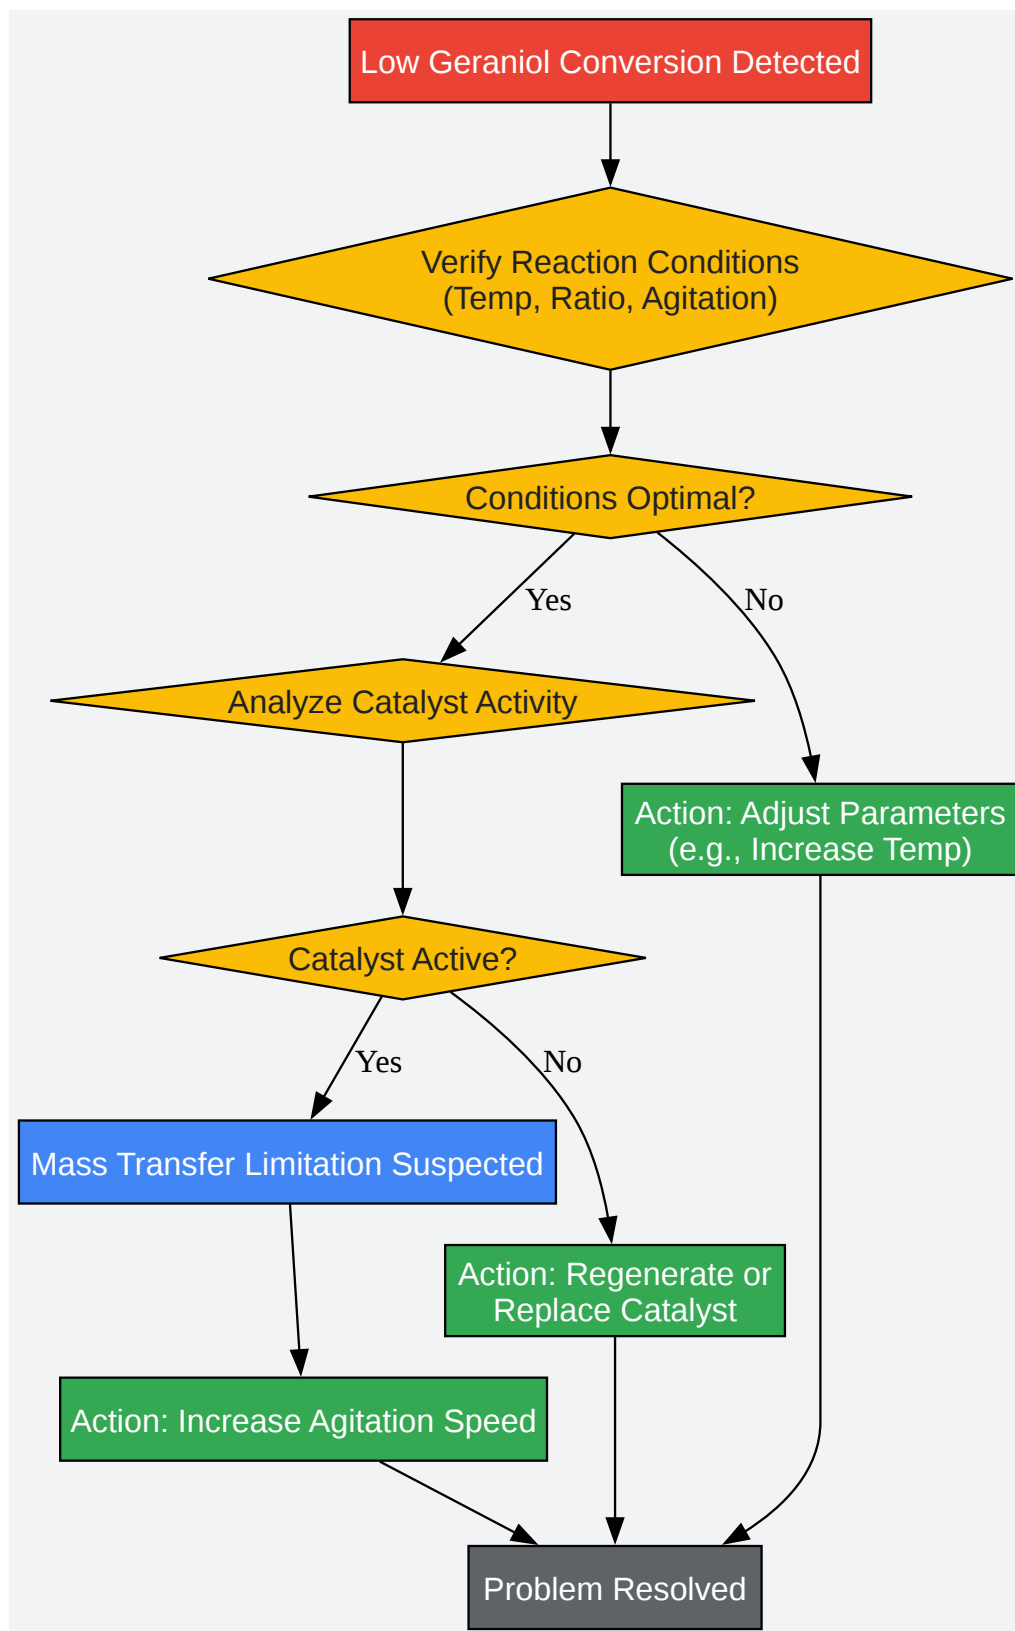 Low Geraniol Conversion Detected
Verify Reaction Conditions
(Temp, Ratio, Agitation)
Conditions Optimal?
Yes
No
Analyze Catalyst Activity
Action: Adjust Parameters
(e.g., Increase Temp)
Catalyst Active?
Yes
No
Mass Transfer Limitation Suspected
Action: Regenerate or
Replace Catalyst
Action: Increase Agitation Speed
Problem Resolved